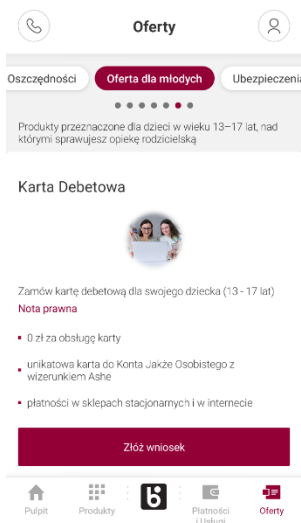 Oferty
Oszczędności
Oferta dla młodych
Ubezpieczenia
Produkty przeznaczone dla dzieci w wieku 13–17 lat, nad
którymi sprawujesz opiekę rodzicielską
Karta Debetowa
Zamów kartę debetową dla swojego dziecka (13 - 17 lat)
Nota prawna
0 zł za obsługę karty
unikatowa karta do Konta Jakże Osobistego z
wizerunkiem Ashe
płatności w sklepach stacjonarnych i w internecie
Złóż wniosek
Pulpit
Produkty
Płatności
i Usługi
Oferty